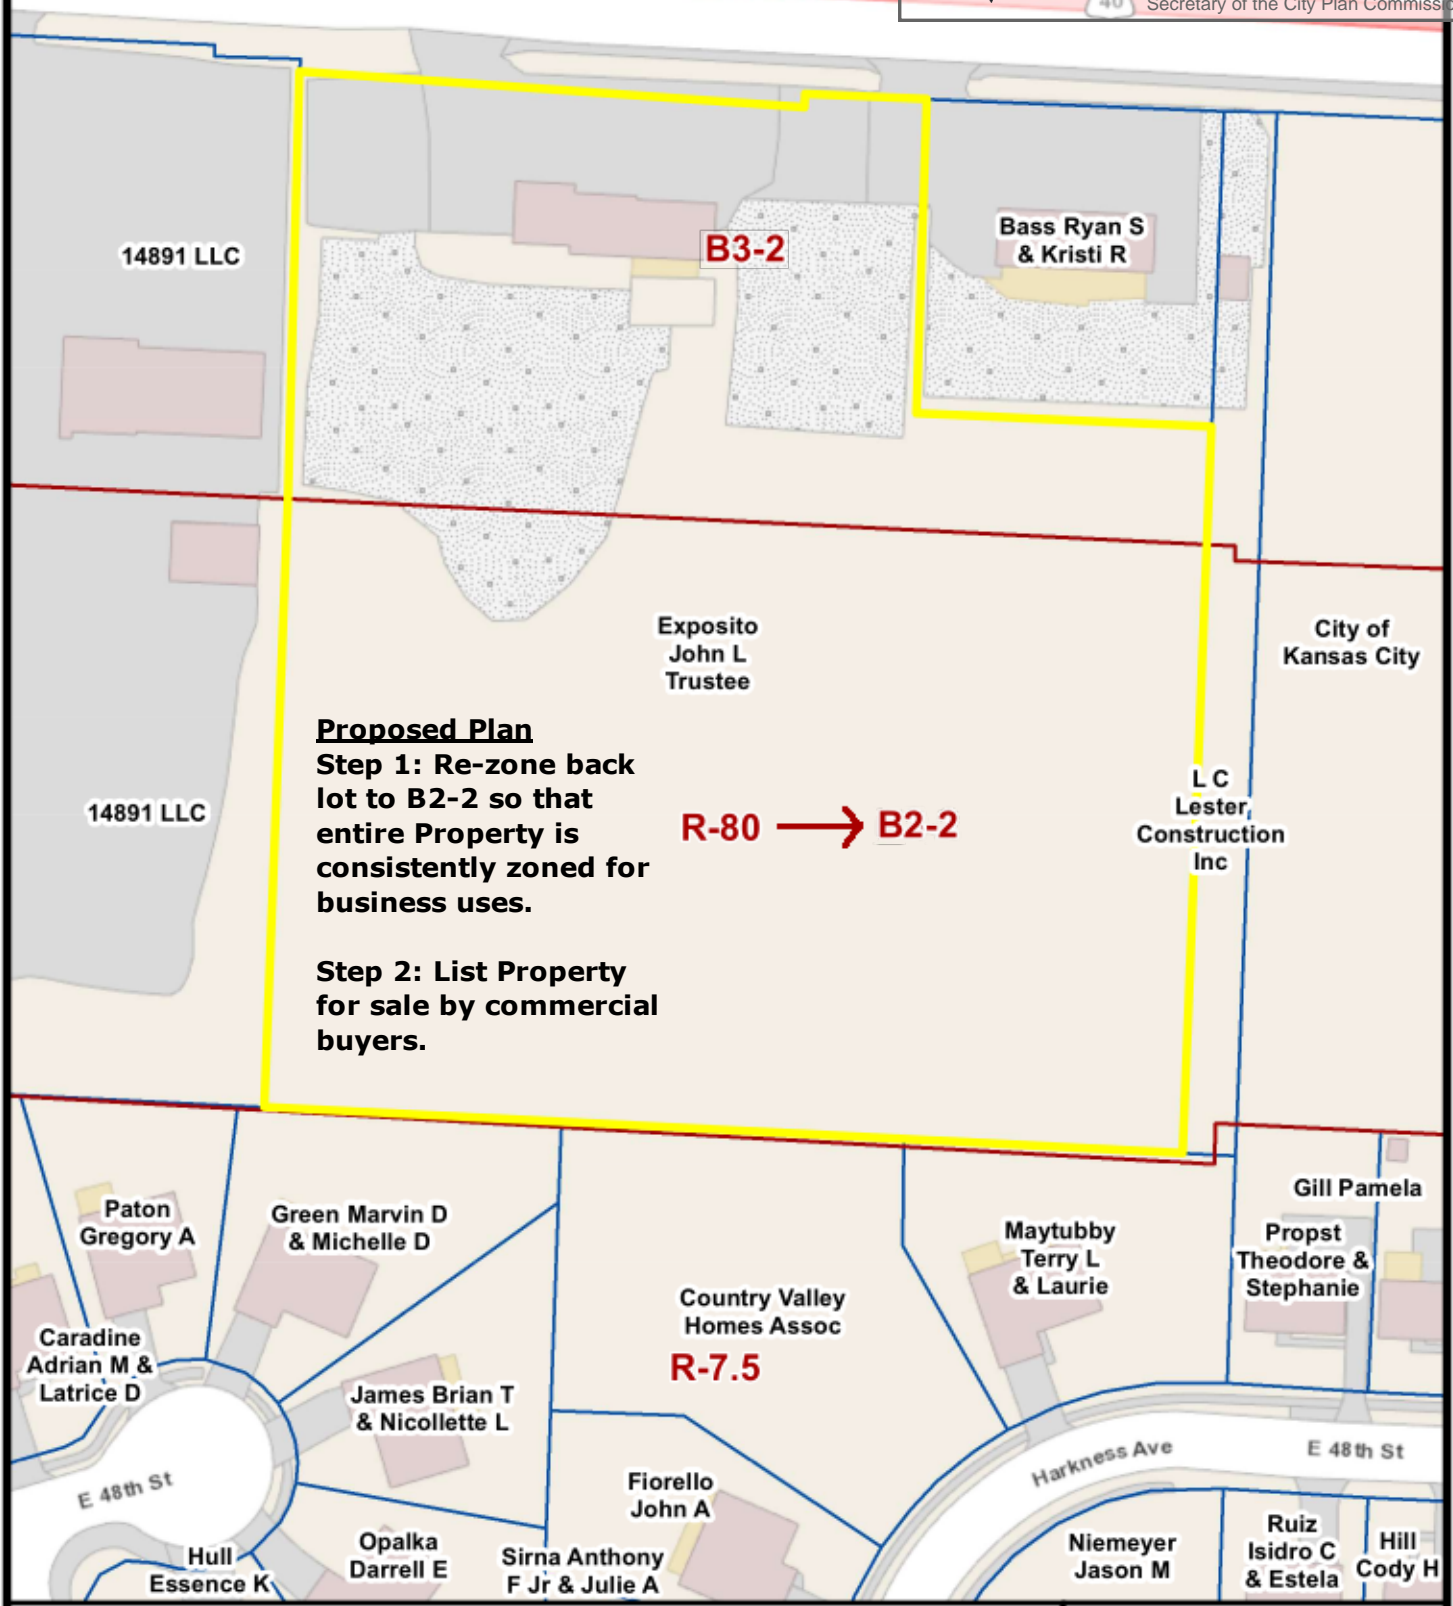 40
Secretary of the City Plan Commissio
14891 LLC
B3-2
Bass Ryan S
& Kristi R
Exposito
John L
Trustee
City of
Kansas City
Proposed Plan
Step 1: Re-zone back
lot to B2-2 so that
entire Property is
consistently zoned for
business uses.
Step 2: List Property
for sale by commercial
buyers.
14891 LLC
R-80
B2-2
L C
Lester
Construction
Inc
Paton
Gregory A
Green Marvin D
& Michelle D
Caradine
Adrian M &
Latrice D
James Brian T
& Nicollette L
Country Valley
Homes Assoc
R-7.5
Maytubby
Terry L
& Laurie
Gill Pamela
Propst
Theodore &
Stephanie
E 48th St
Harkness Ave
E 48th St
Hull
Essence K
Opalka
Darrell E
Fiorello
John A
Sirna Anthony
F Jr & Julie A
Niemeyer
Jason M
Ruiz
Isidro C
& Estela
Hill
Cody H